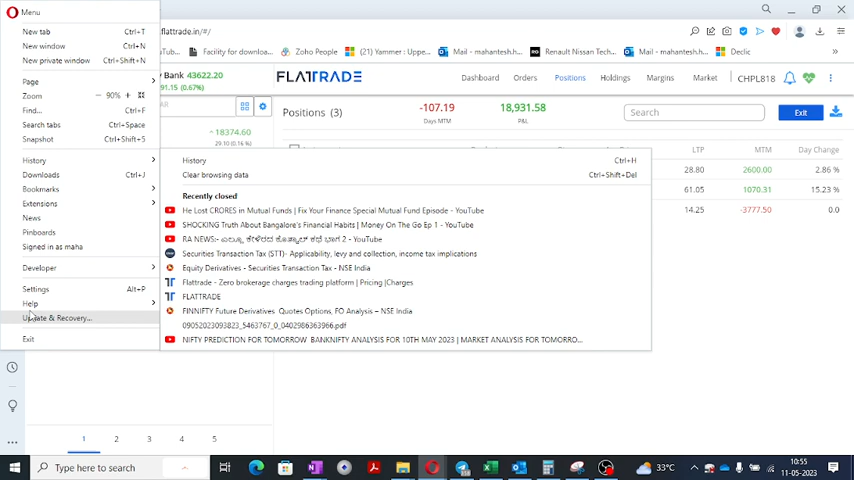 Menu
New tab Ctrl+T
New window Ctrl+N
New private window Ctrl+Shift+N
Page
Zoom 90%
Find... Ctrl+F
Search tabs Ctrl+Space
Snapshot Ctrl+Shift+5
History
Downloads Ctrl+J
Bookmarks
Extensions
News
Pinboards
Signed in as maha
Developer
Settings Alt+P
Help
Update & Recovery...
Exit
History Ctrl+H
Clear browsing data Ctrl+Shift+Del
Recently closed
He Lost CRORES in Mutual Funds | Fix Your Finance Special Mutual Fund Episode - YouTube
SHOCKING Truth About Bangalore's Financial Habits | Money On The Go Ep 1 - YouTube
RA NEWS:- ಎಲ್ಲೂ ಕೇಳಿರದ ಕೊತ್ವಾಲ್ ಕಥೆ ಭಾಗ 2 - YouTube
Securities Transaction Tax (STT)- Applicability, levy and collection, income tax implications
Equity Derivatives - Securities Transaction Tax - NSE India
Flattrade - Zero brokerage charges trading platform | Pricing |Charges
FLATTRADE
FINNIFTY Future Derivatives Quotes Options, FO Analysis – NSE India
09052023093823_5463767_0_0402986363966.pdf
NIFTY PREDICTION FOR TOMORROW BANKNIFTY ANALYSIS FOR 10TH MAY 2023 | MARKET ANALYSIS FOR TOMORRO...
.flattrade.in/#/
Facility for downloa... Zoho People (21) Yammer : Uppe... Mail – mahantesh.h... Renault Nissan Tech... Mail – mahantesh.h... Declic
y Bank 43622.20
(0.67%)
18374.60
29.10 (0.16 %)
FLATTRADE
Dashboard Orders Positions Holdings Margins Market CHPL818
Positions (3)
-107.19
Days MTM
18,931.58
P&L
Search
Exit
LTP MTM Day Change
28.80 2600.00 2.86 %
61.05 1070.31 15.23 %
14.25 -3777.50 0.0
1 2 3 4 5
Type here to search
33°C
10:55
11-05-2023